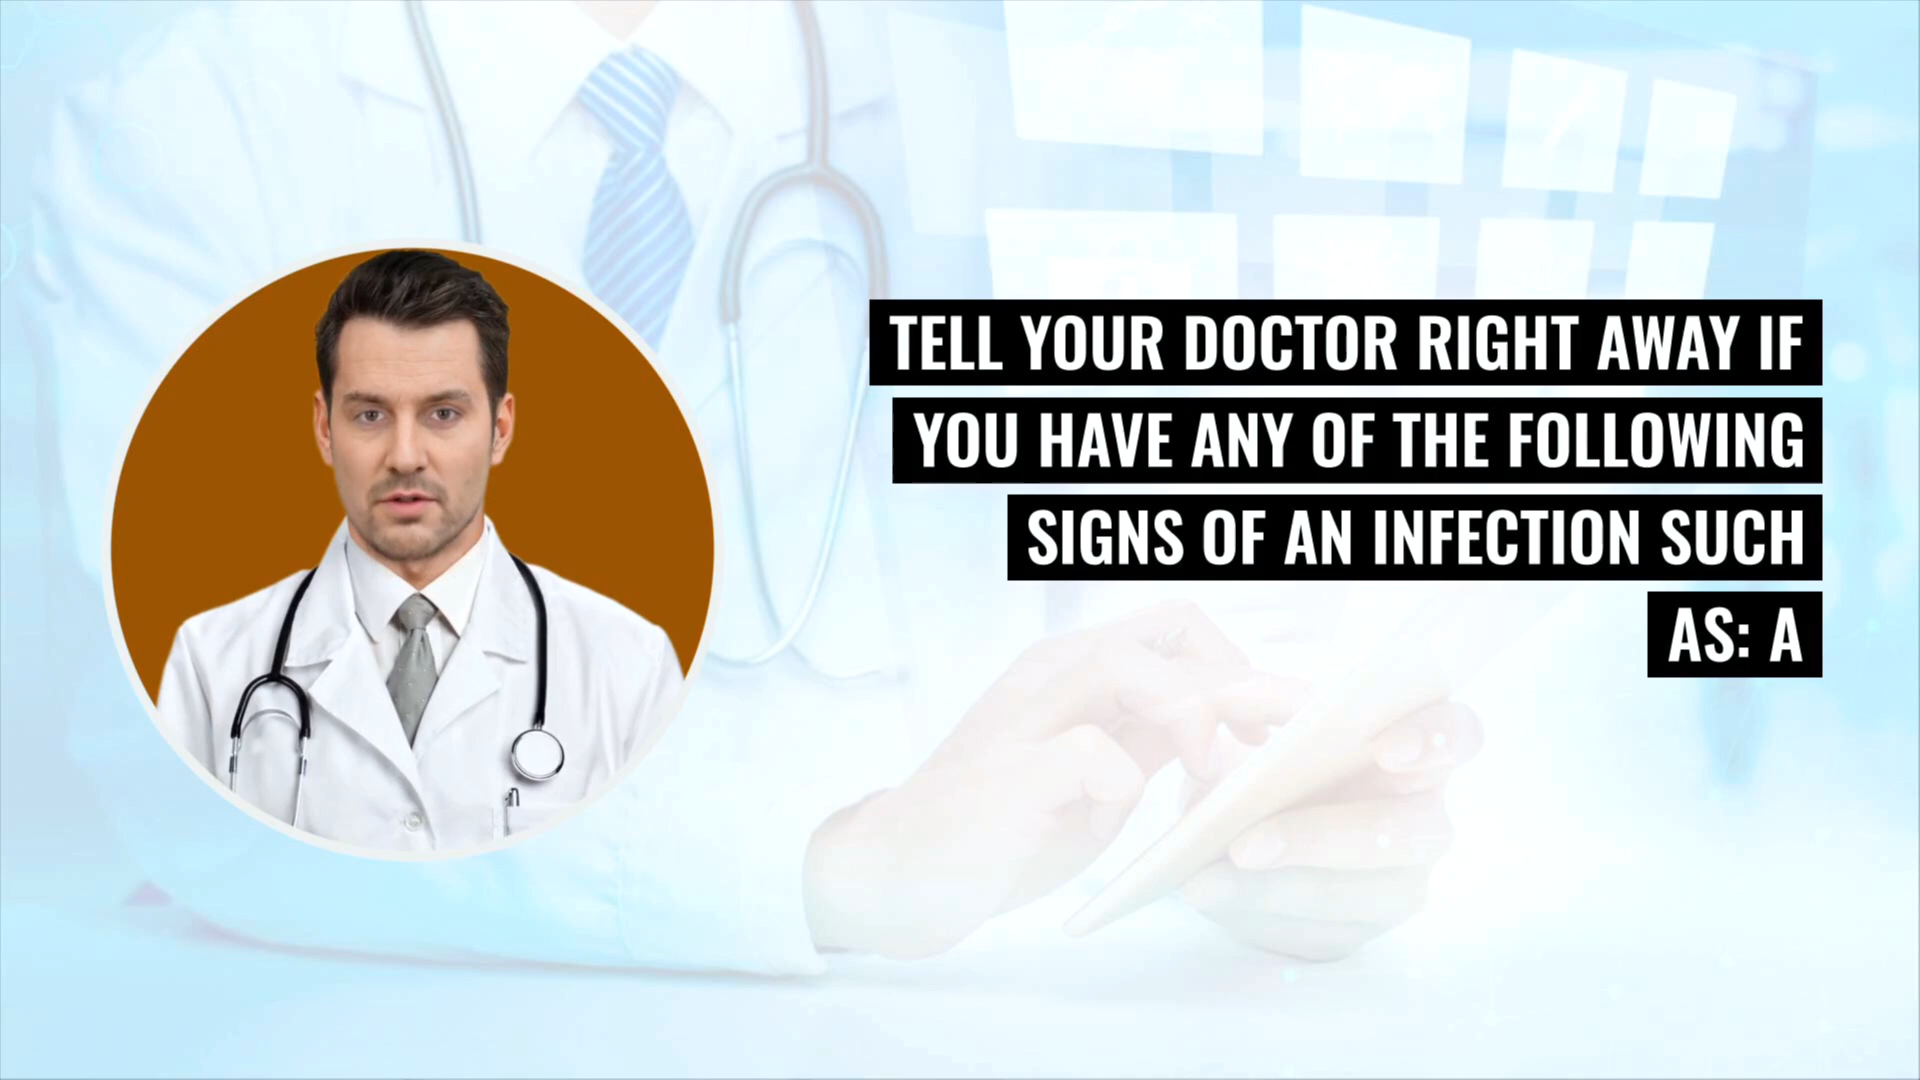 TELL YOUR DOCTOR RIGHT AWAY IF
YOU HAVE ANY OF THE FOLLOWING
SIGNS OF AN INFECTION SUCH
AS: A